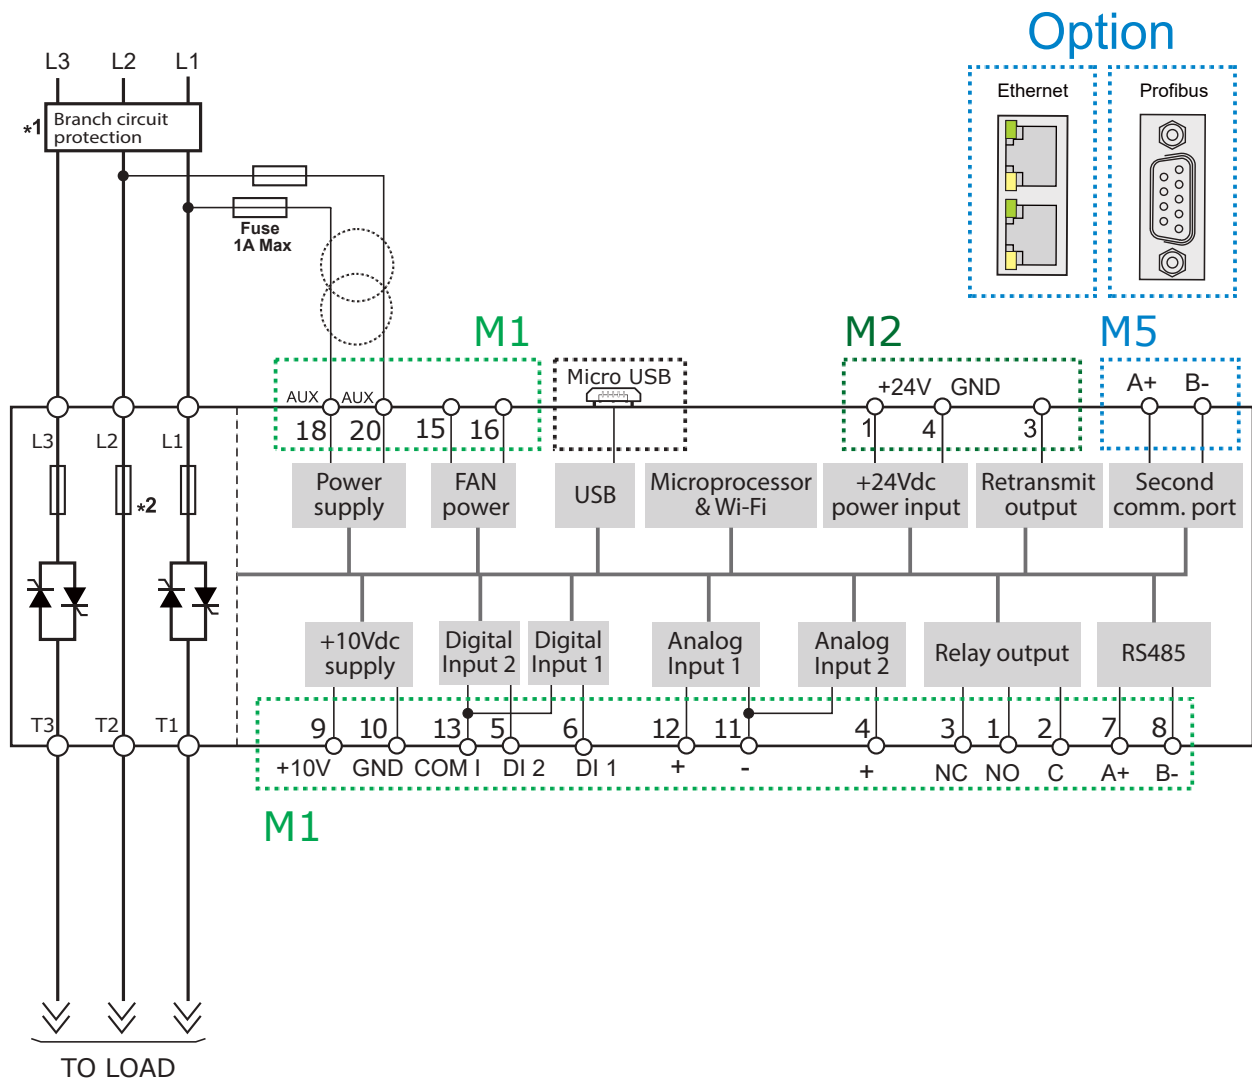 Option
L3 L2 L1
Ethernet Profibus
*1 Branch circuit
protection
Fuse
1A Max
M1 M2 M5
Micro USB
+24V GND A+ B-
AUX AUX
18 20 15 16 1 4 3
L3 L2 L1
Power
supply
FAN
power
USB
Microprocessor
& Wi-Fi
+24Vdc
power input
Retransmit
output
Second
comm. port
*2
+10Vdc
supply
Digital
Input 2
Digital
Input 1
Analog
Input 1
Analog
Input 2
Relay output
RS485
T3 T2 T1
9 10 13 5 6 12 11 4 3 1 2 7 8
+10V GND COM I DI 2 DI 1 + - + NC NO C A+ B-
M1
TO LOAD